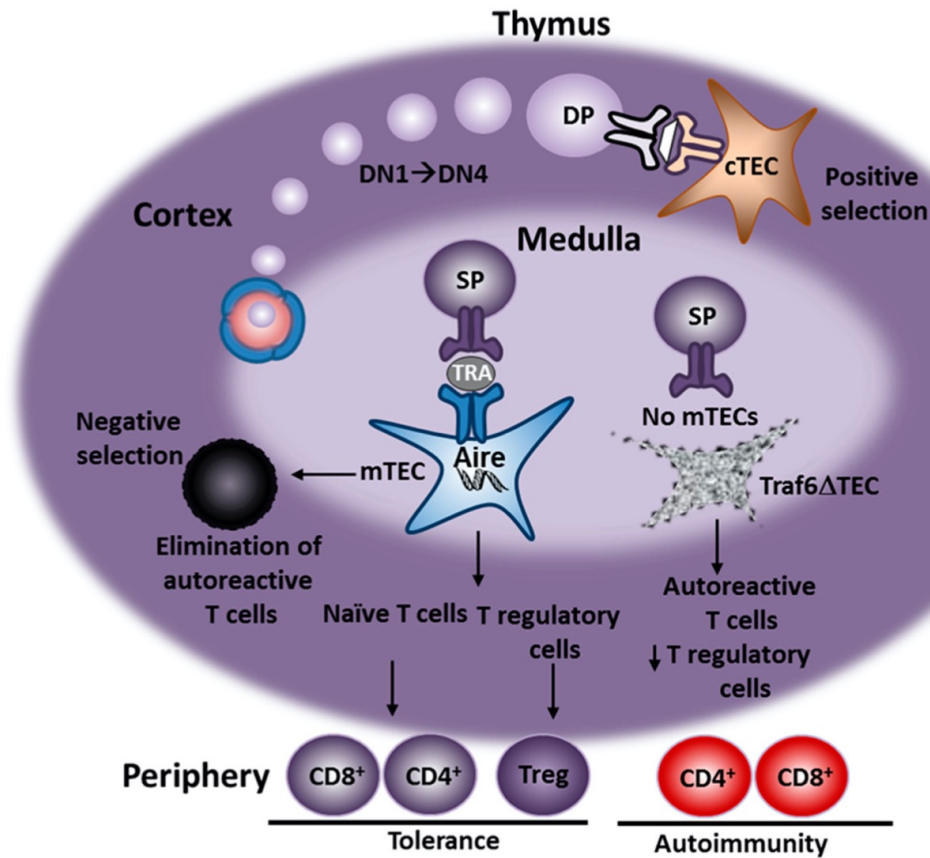 Thymus
DP
cTEC
DN1→DN4
Positive
selection
Cortex
Medulla
SP
SP
TRA
No mTECs
Negative
selection
Aire
mTEC
Traf6ΔTEC
Elimination of
autoreactive
T cells
Naïve T cells
T regulatory
cells
Autoreactive
T cells
↓ T regulatory
cells
Periphery
CD8⁺
CD4⁺
Treg
CD4⁺
CD8⁺
Tolerance
Autoimmunity